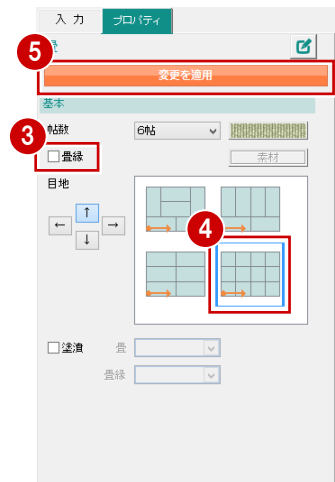 入 力 プロパティ
5
変更を適用
基本
3
帖数 6帖
畳縁 素材
目地
↑
← →
↓
4
塗潰 畳
畳縁